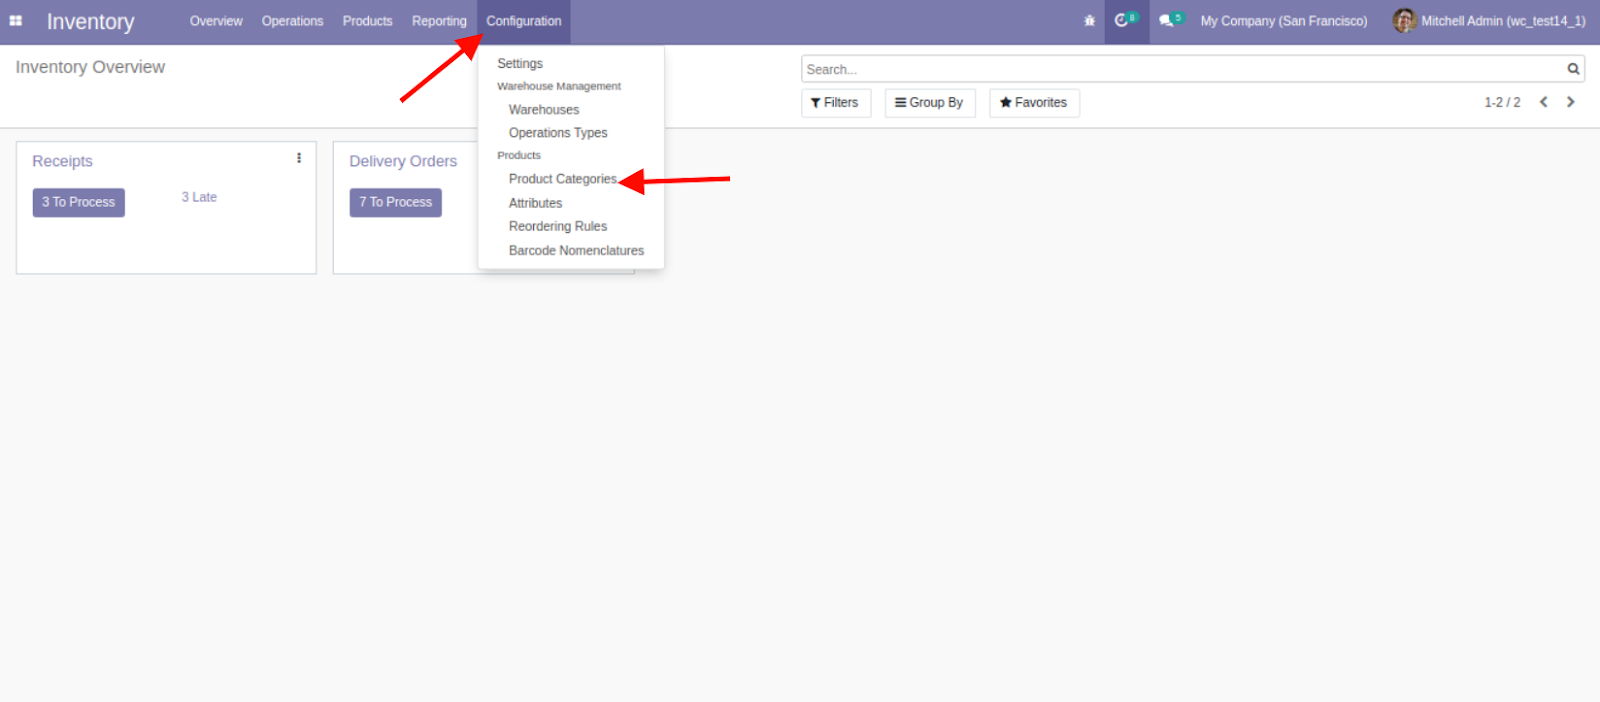 Inventory Overview Operations Products Reporting Configuration 8 5 My Company (San Francisco) Mitchell Admin (wc_test14_1)
Inventory Overview
Search...
Filters Group By Favorites 1-2 / 2
Settings
Warehouse Management
Warehouses
Operations Types
Products
Product Categories
Attributes
Reordering Rules
Barcode Nomenclatures
Receipts
3 To Process 3 Late
Delivery Orders
7 To Process